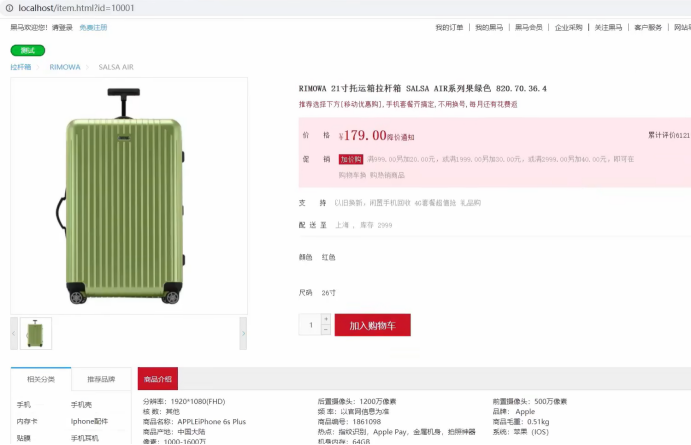 localhost/item.html?id=10001
黑马欢迎您! 请登录 免费注册 我的订单 | 我的黑马 | 黑马会员 | 企业采购 | 关注黑马 | 客户服务 | 网站
测试
拉杆箱 RIMOWA SALSA AIR
RIMOWA 21寸托运箱拉杆箱 SALSA AIR系列果绿色 820.70.36.4
推荐选择下方[移动优惠购],手机套餐齐搞定,不用换号,每月还有花费返
价 格 ¥179.00降价通知 累计评价6121
促 销 加价购 满999.00另加20.00元, 或满1999.00另加30.00元, 或满2999.00另加40.00元, 即可在
购物车换 购热销商品
支 持 以旧换新, 闲置手机回收 4G套餐超值抢 礼品购
配 送 至 上海 , 库存 2999
颜色 红色
尺码 26寸
1 + - 加入购物车
< >
相关分类 推荐品牌 商品介绍
手机 手机壳
内存卡 Iphone配件
贴膜 手机耳机
分辨率: 1920*1080(FHD) 后置摄像头: 1200万像素 前置摄像头: 500万像素
核 数: 其他 频 率: 以官网信息为准 品牌: Apple
商品名称: APPLEiPhone 6s Plus 商品编号: 1861098 商品毛重: 0.51kg
商品产地: 中国大陆 热点: 指纹识别, Apple Pay, 金属机身, 拍照神器 系统: 苹果 (IOS)
像素: 1000-1600万 机身内存: 64GB